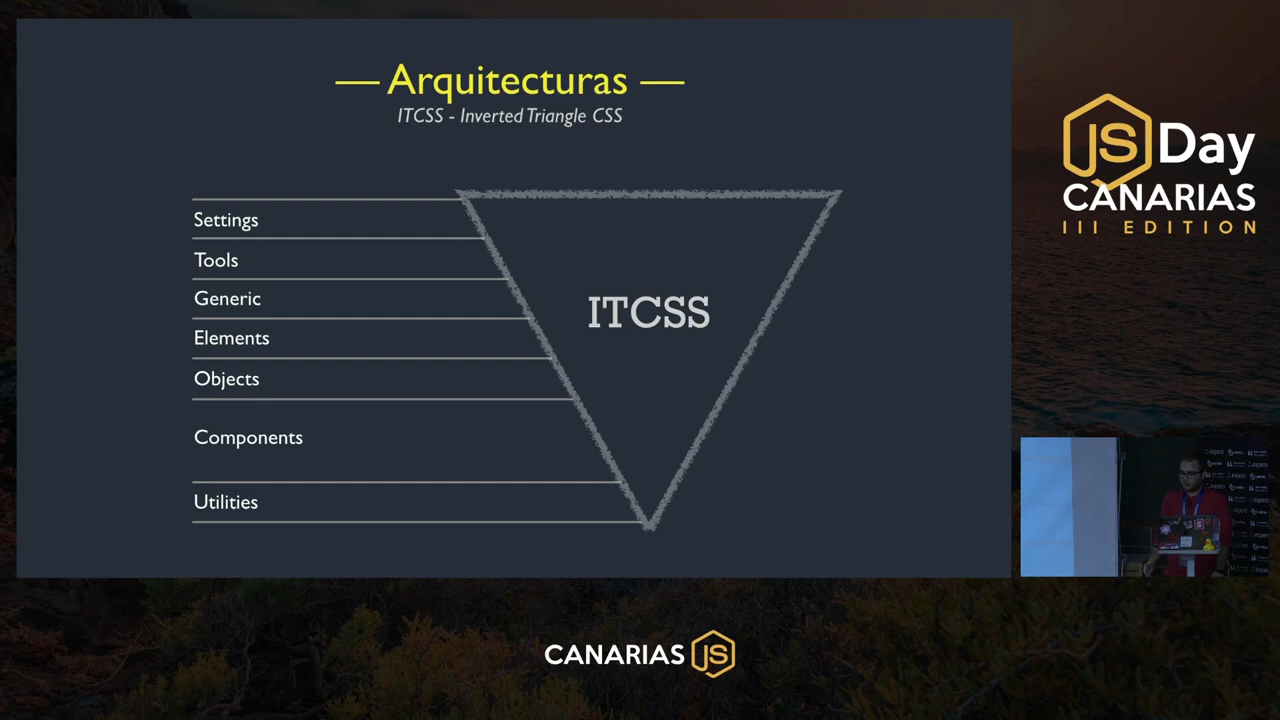 — Arquitecturas —
ITCSS - Inverted Triangle CSS
Settings
Tools
Generic
Elements
Objects
Components
Utilities
ITCSS
JS Day
CANARIAS
III EDITION
CANARIAS JS